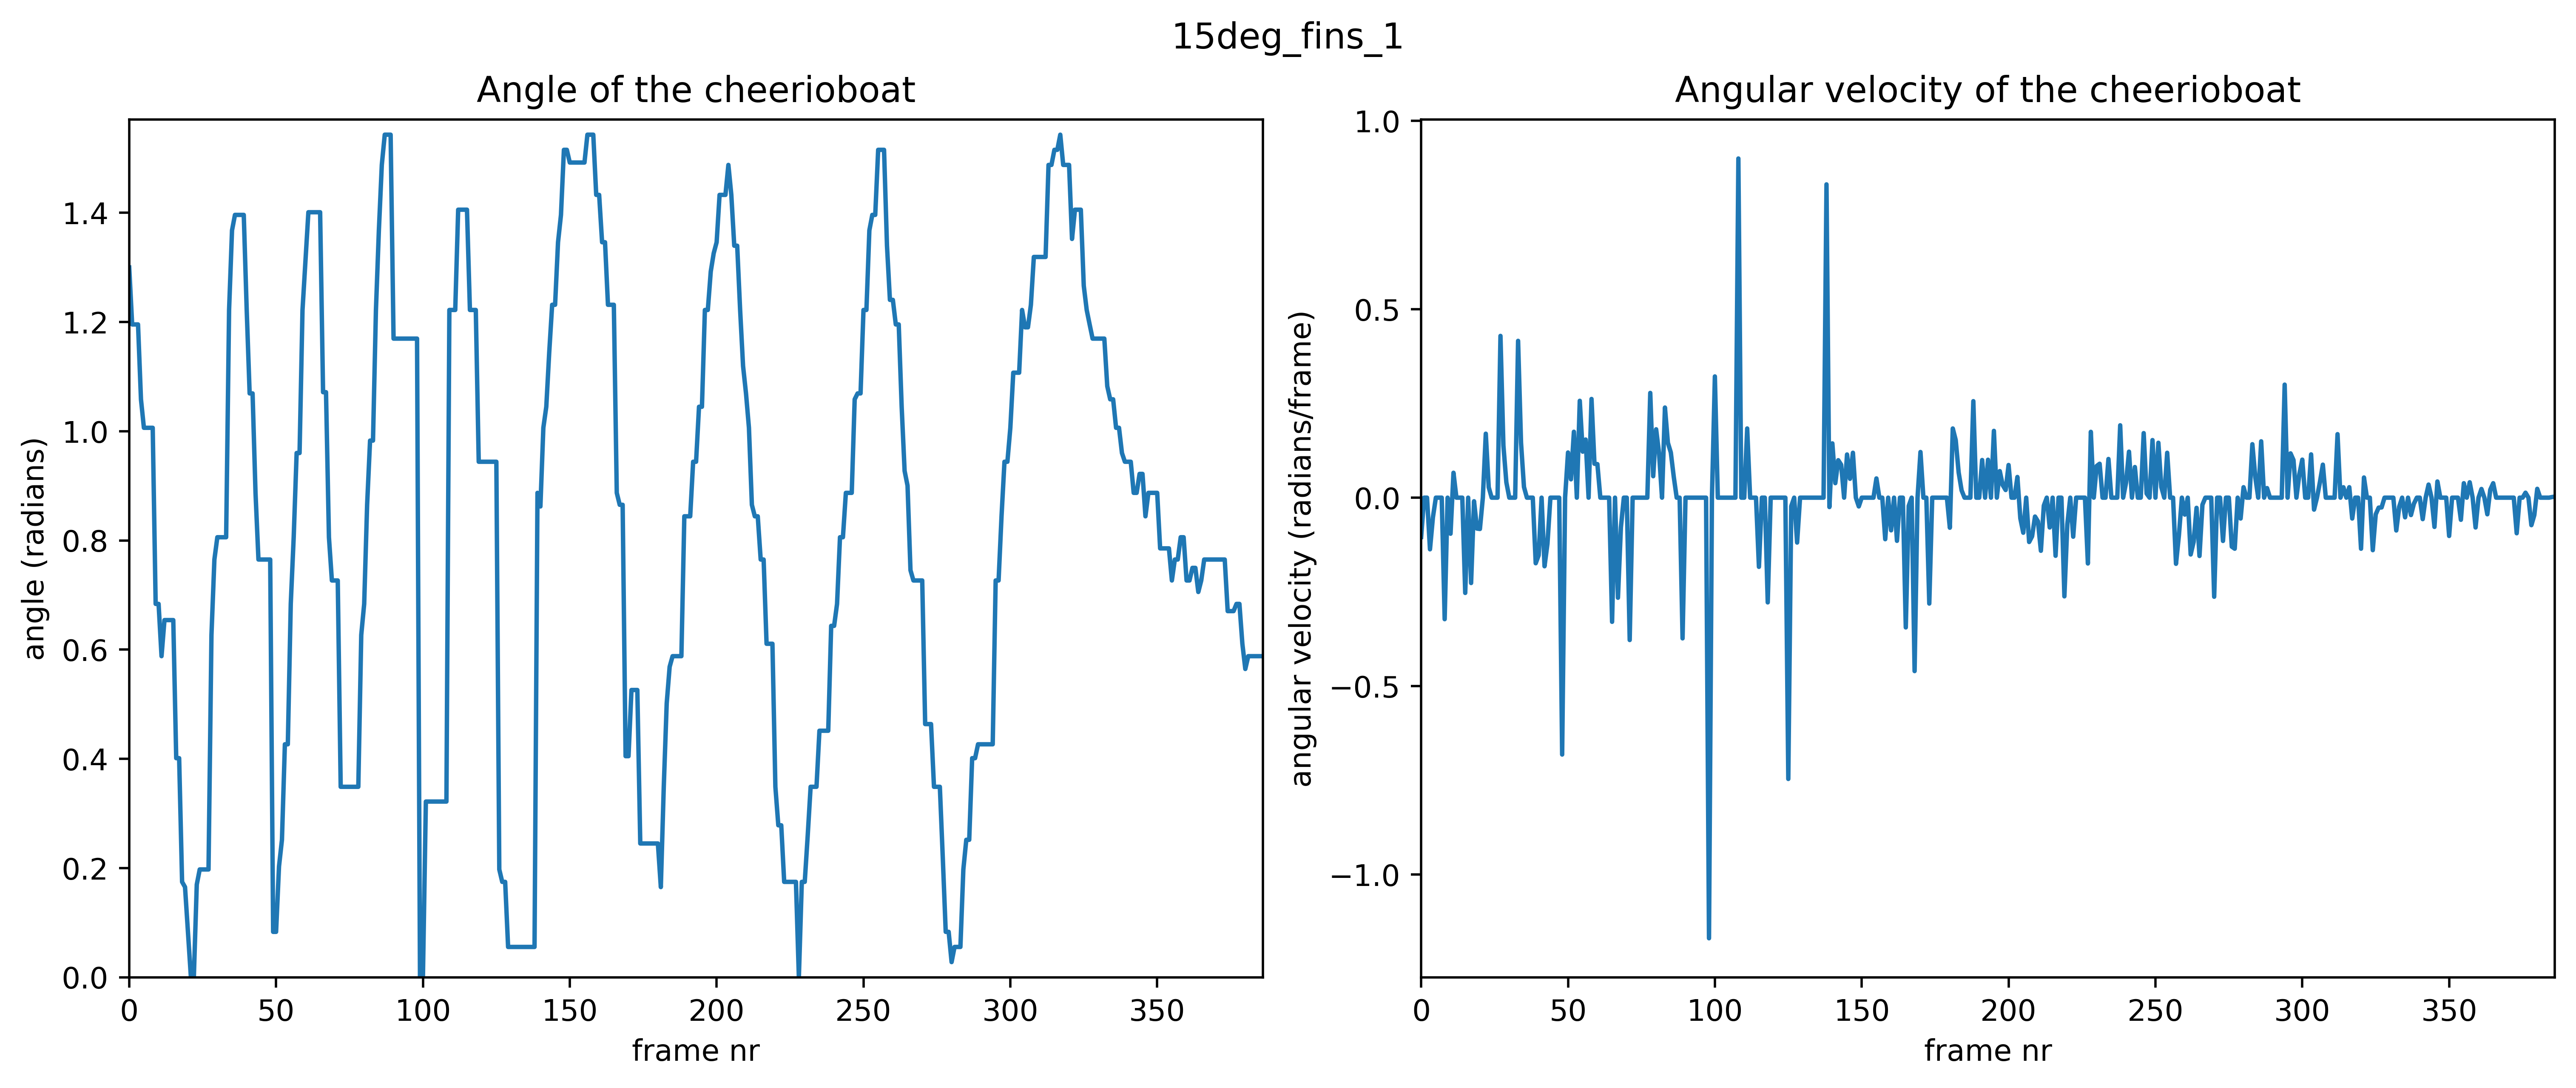 15deg_fins_1
Angle of the cheerioboat
angle (radians)
1.4
1.2
1.0
0.8
0.6
0.4
0.2
0.0
0 50 100 150 200 250 300 350
frame nr
Angular velocity of the cheerioboat
angular velocity (radians/frame)
1.0
0.5
0.0
−0.5
−1.0
0 50 100 150 200 250 300 350
frame nr